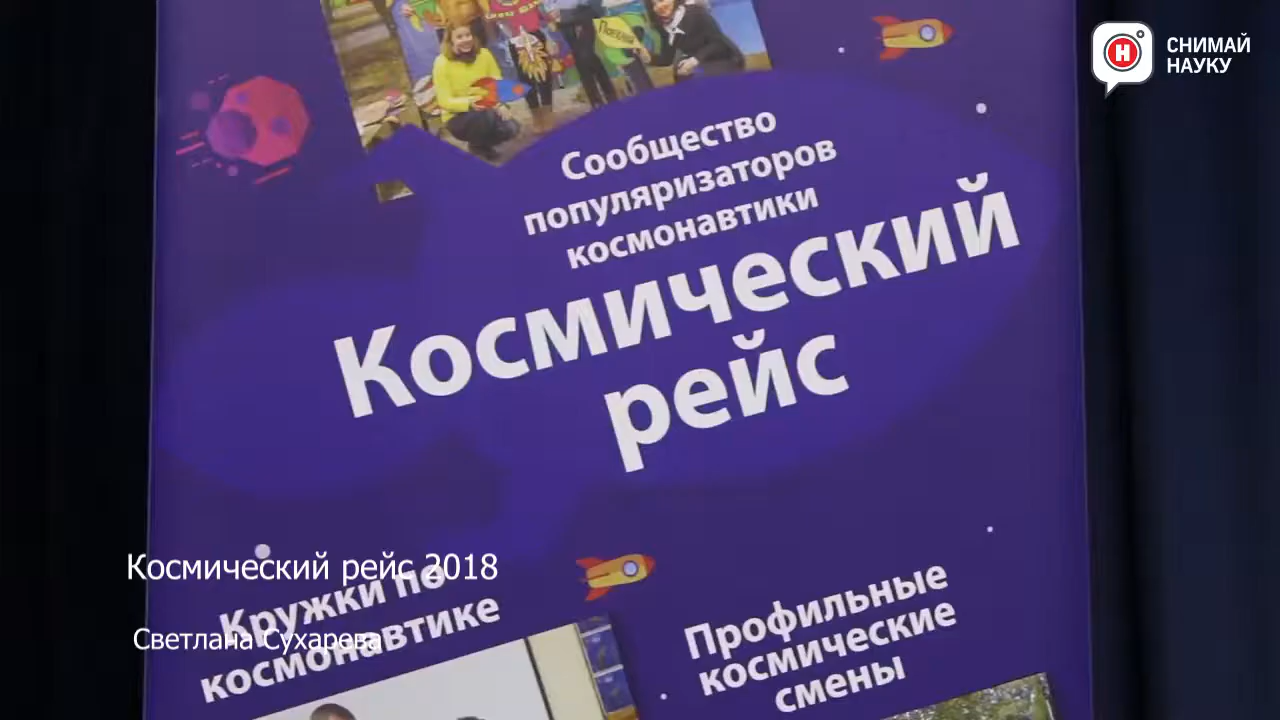 СНИМАЙ
НАУКУ
Сообщество
популяризаторов
космонавтики
Космический
рейс
Космический рейс 2018
Кружки по
космонавтике
Светлана Сухарева
Профильные
космические
смены